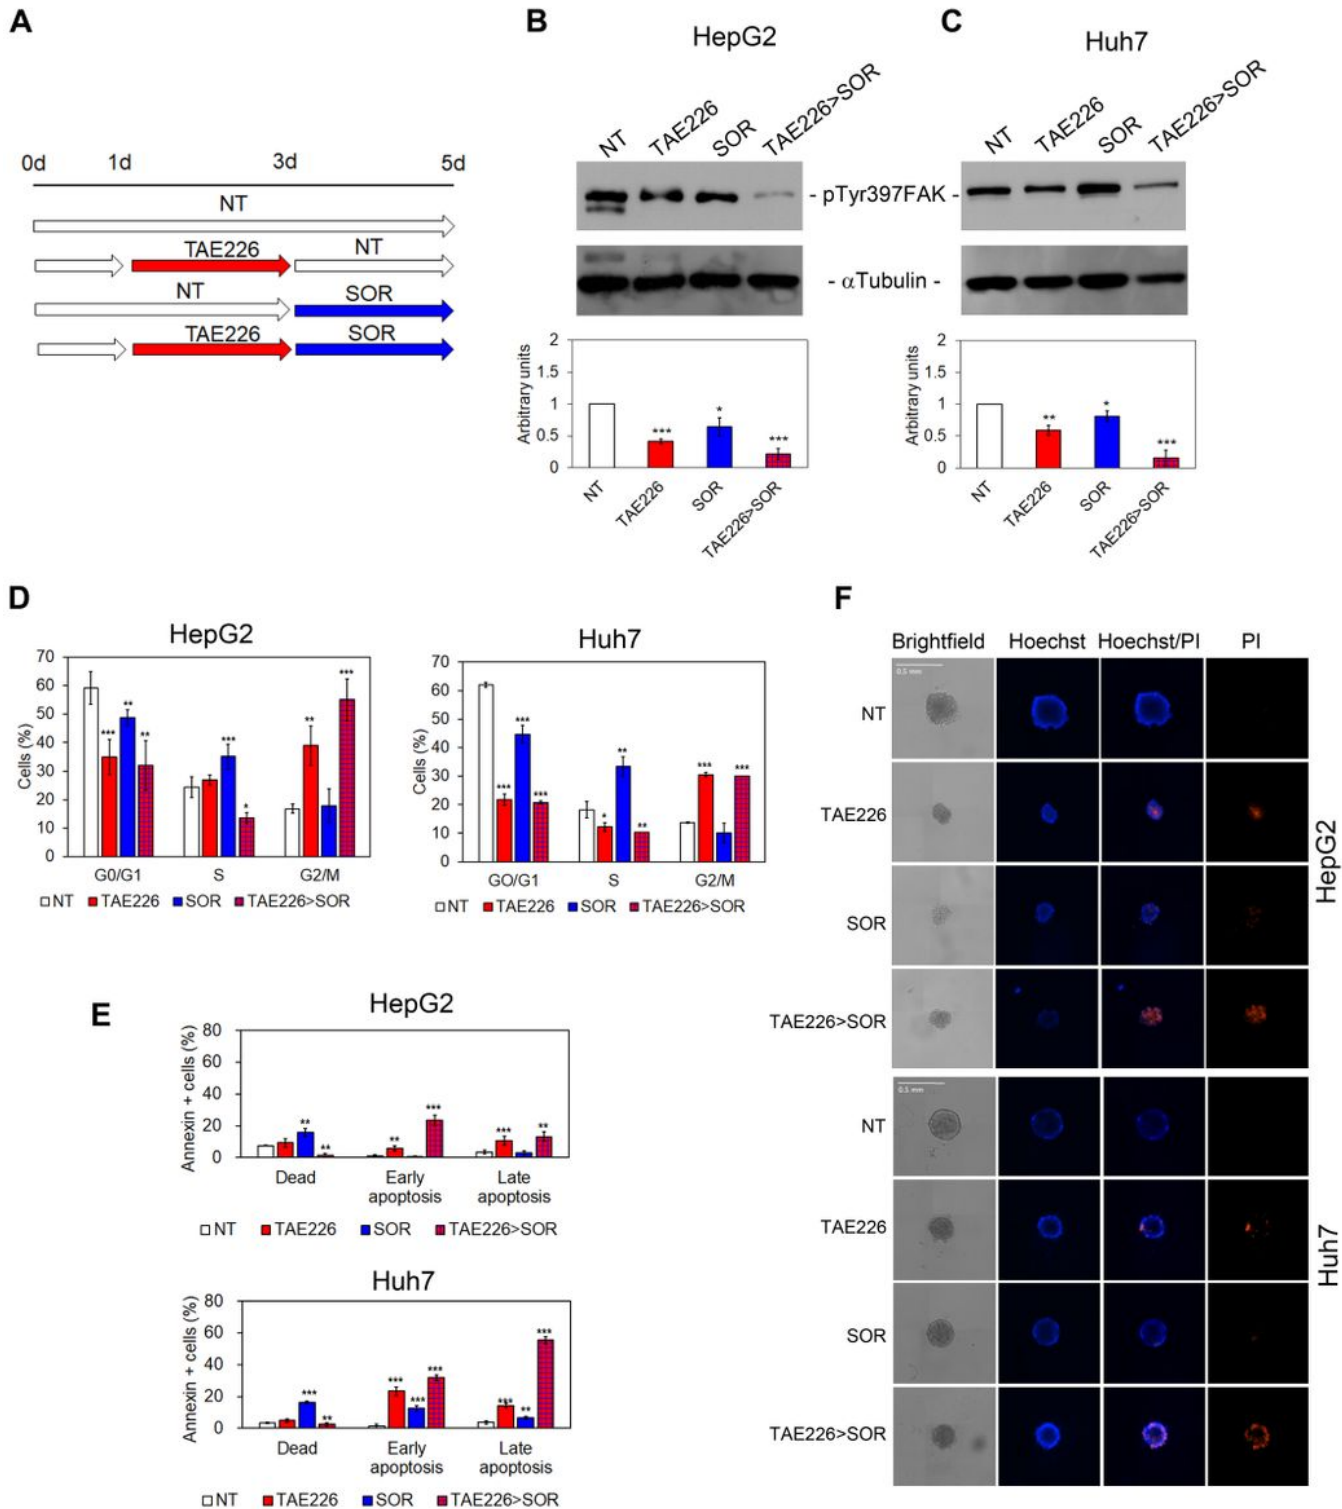 A
0d 1d 3d 5d
NT
TAE226 NT
NT SOR
TAE226 SOR
B
HepG2
NT TAE226 SOR TAE226>SOR
- pTyr397FAK -
- αTubulin -
Arbitrary units
2
1.5
1
0.5
0
*** * ***
NT TAE226 SOR TAE226>SOR
C
Huh7
NT TAE226 SOR TAE226>SOR
Arbitrary units
2
1.5
1
0.5
0
** * ***
NT TAE226 SOR TAE226>SOR
D
HepG2
Cells (%)
70
60
50
40
30
20
10
0
*** ** ** *** * ** ***
G0/G1 S G2/M
NT TAE226 SOR TAE226>SOR
Huh7
Cells (%)
70
60
50
40
30
20
10
0
*** *** *** * ** ** *** ***
GO/G1 S G2/M
NT TAE226 SOR TAE226>SOR
E
HepG2
Annexin + cells (%)
80
60
40
20
0
** ** ** *** *** **
Dead Early Late
apoptosis apoptosis
NT TAE226 SOR TAE226>SOR
Huh7
Annexin + cells (%)
80
60
40
20
0
*** ** *** *** *** *** ** ***
Dead Early Late
apoptosis apoptosis
NT TAE226 SOR TAE226>SOR
F
Brightfield Hoechst Hoechst/PI PI
0.5 mm
NT
TAE226
SOR
TAE226>SOR
HepG2
0.5 mm
NT
TAE226
SOR
TAE226>SOR
Huh7